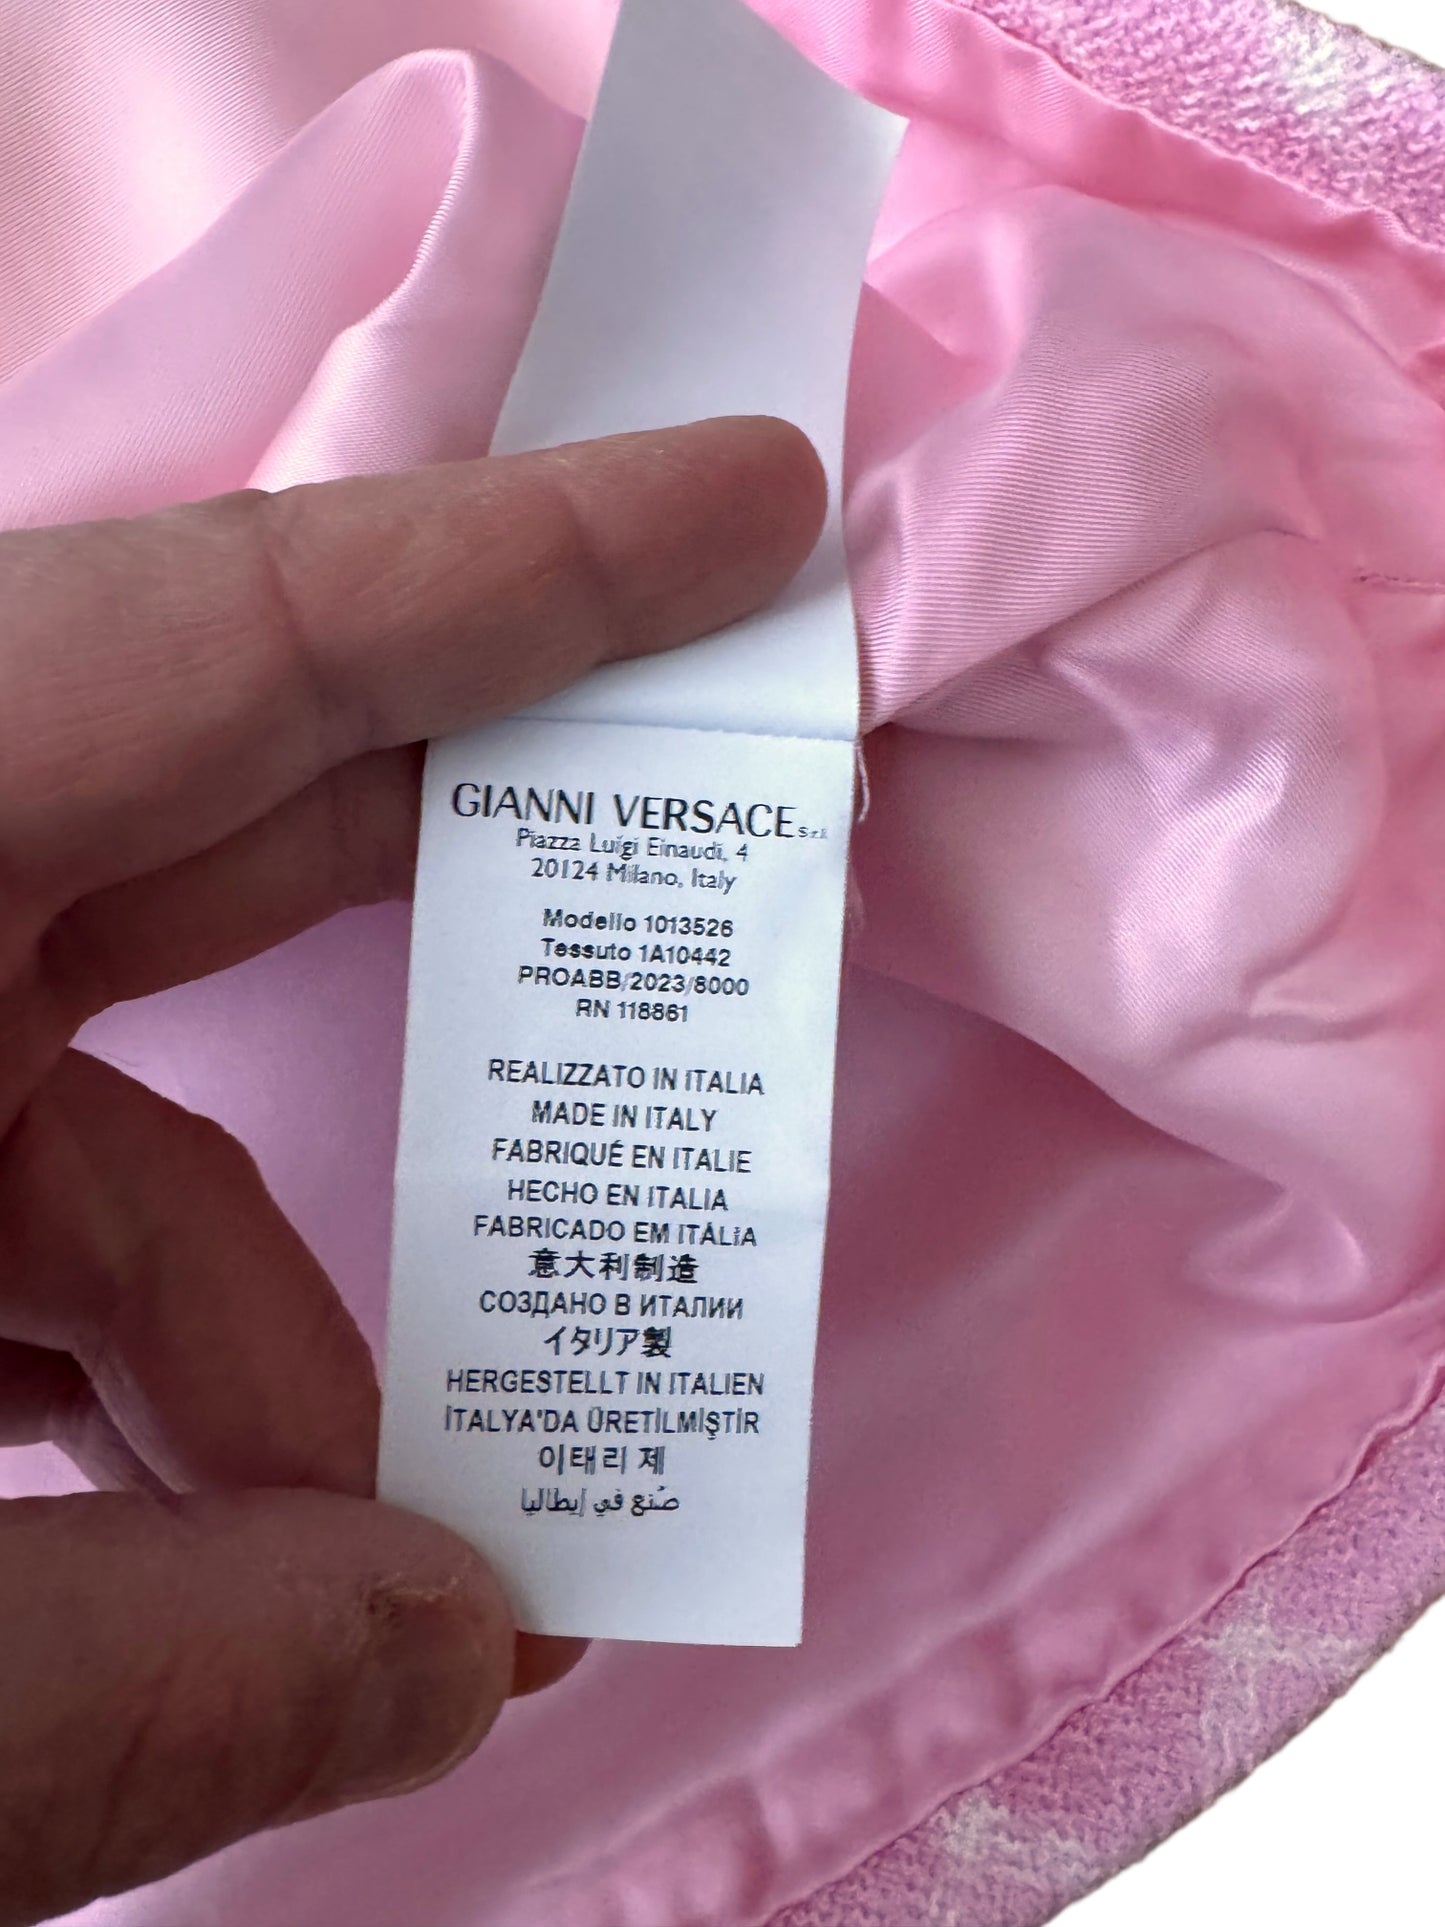 GIANNI VERSACE S.r.l.
Piazza Luigi Einaudi, 4
20124 Milano, Italy
Modello 1013526
Tessuto 1A10442
PROABB/2023/8000
RN 118861
REALIZZATO IN ITALIA
MADE IN ITALY
FABRIQUÉ EN ITALIE
HECHO EN ITALIA
FABRICADO EM ITÁLIA
意大利制造
СОЗДАНО В ИТАЛИИ
イタリア製
HERGESTELLT IN ITALIEN
İTALYA'DA ÜRETİLMİŞTİR
이태리 제
صُنع في إيطاليا